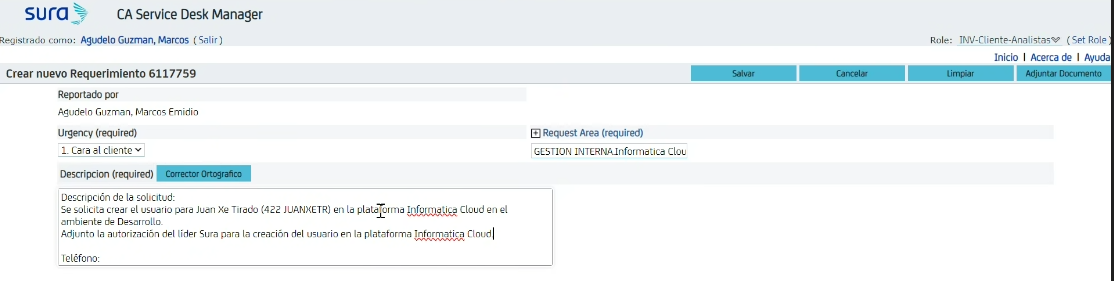 sura
CA Service Desk Manager
Registrado como: Agudelo Guzman, Marcos (Salir)
Role: INV-Cliente-Analistas (Set Role)
Inicio | Acerca de | Ayuda
Crear nuevo Requerimiento 6117759
Salvar
Cancelar
Limpiar
Adjuntar Documento
Reportado por
Agudelo Guzman, Marcos Emidio
Urgency (required)
Request Area (required)
1. Cara al cliente
GESTION INTERNA.Informatica Clou
Descripcion (required)
Corrector Ortografico
Descripción de la solicitud:
Se solicita crear el usuario para Juan Xe Tirado (422 JUANXETR) en la plataforma Informatica Cloud en el
ambiente de Desarrollo.
Adjunto la autorización del líder Sura para la creación del usuario en la plataforma Informatica Cloud
Teléfono: